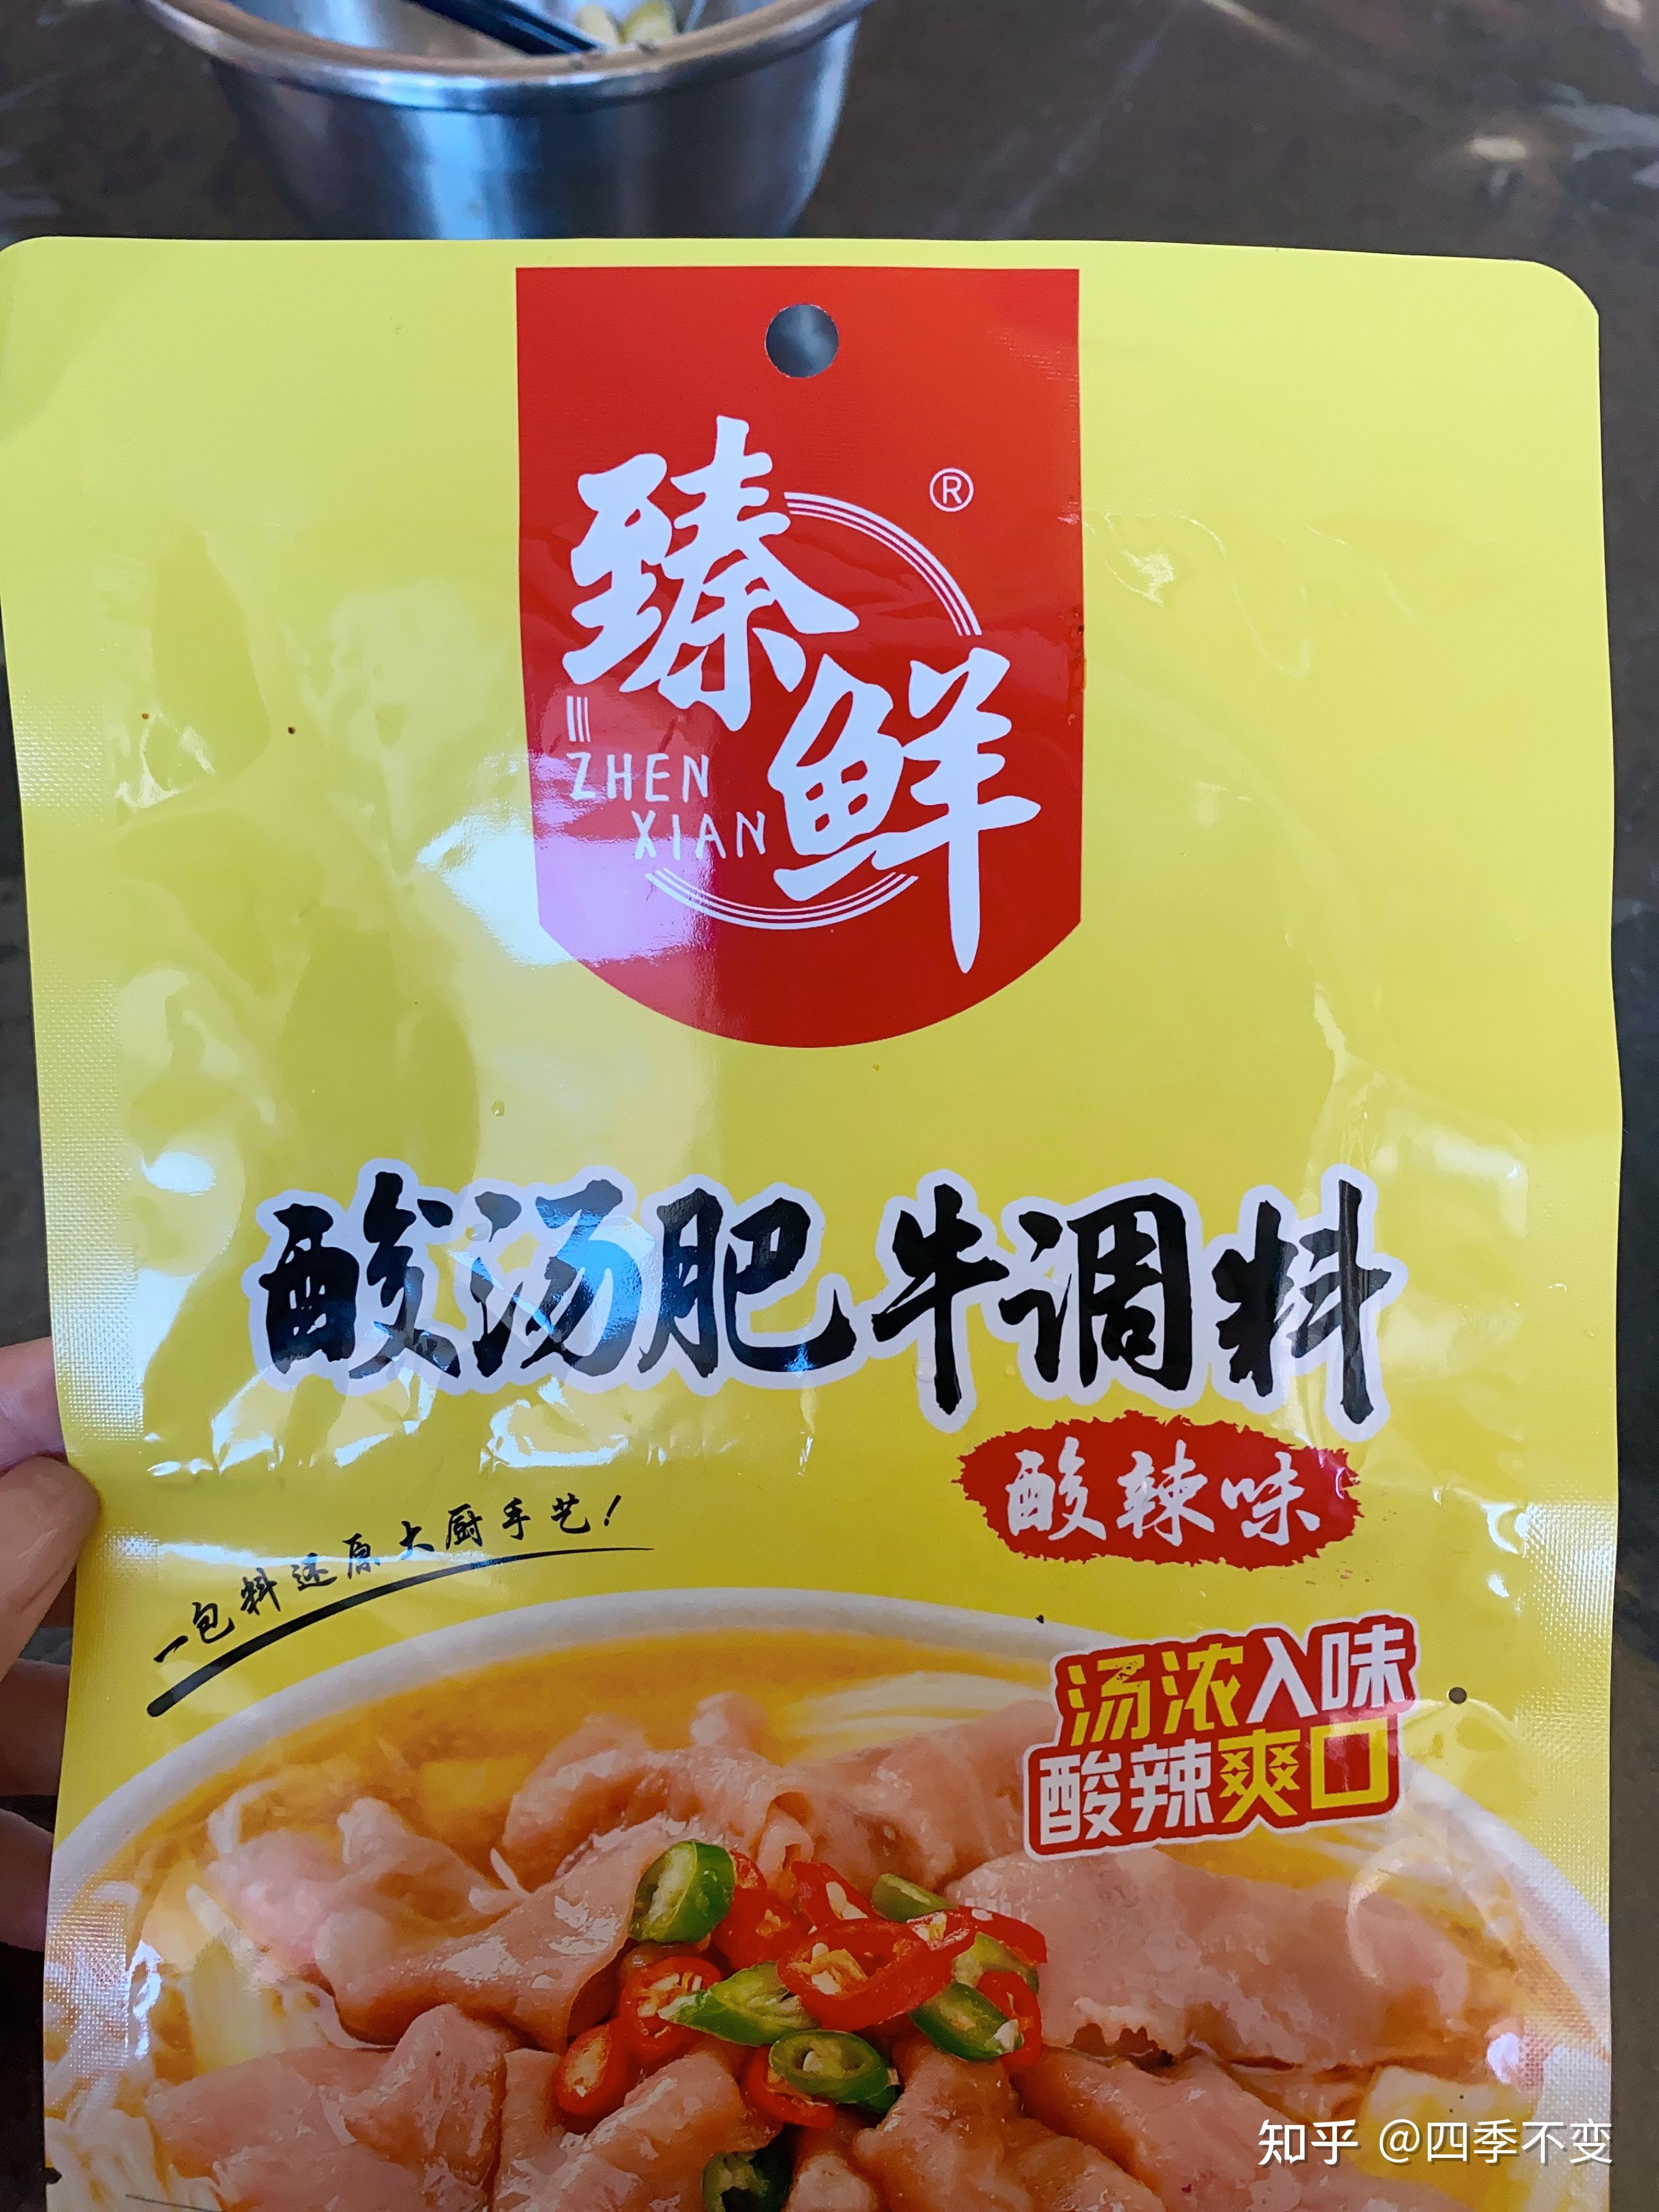 臻鲜
®
ZHEN
XIAN
酸汤肥牛调料
酸辣味
一包料还原大厨手艺!
汤浓入味
酸辣爽口
知乎 @四季不变